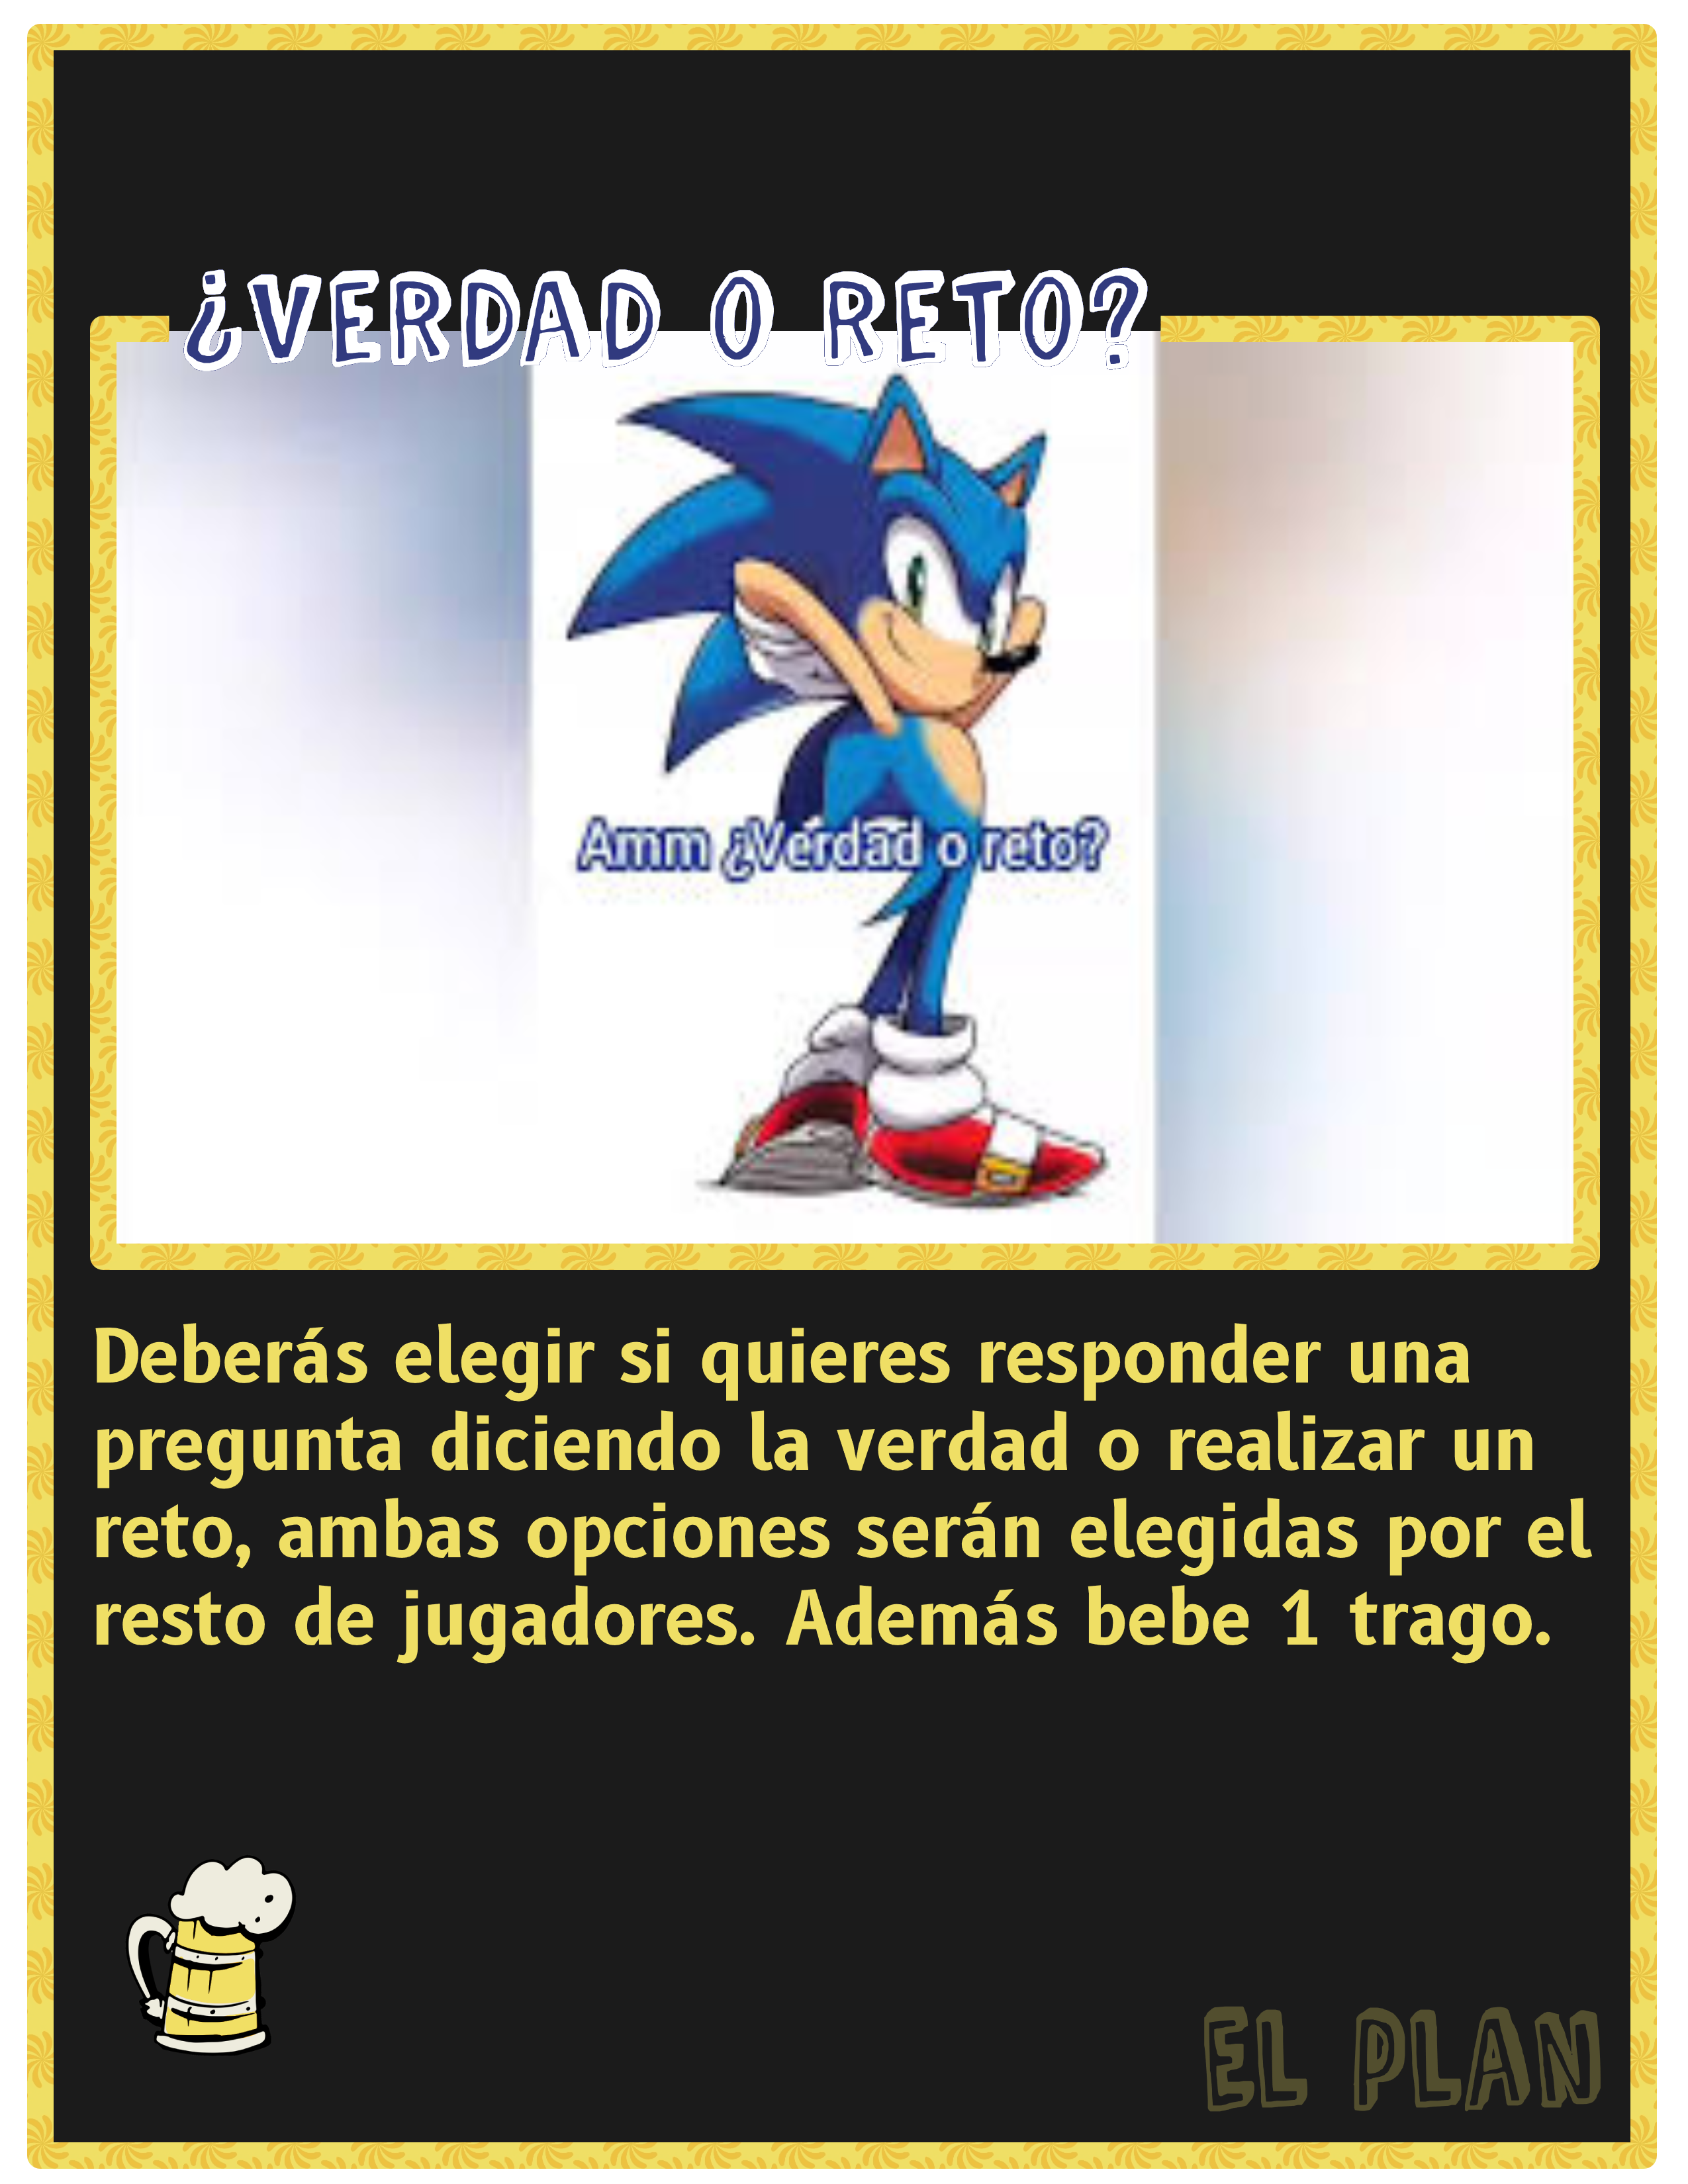 ¿VERDAD O RETO?
Amm ¿Verdad o reto?
Deberás elegir si quieres responder una
pregunta diciendo la verdad o realizar un
reto, ambas opciones serán elegidas por el
resto de jugadores. Además bebe 1 trago.
EL PLAN